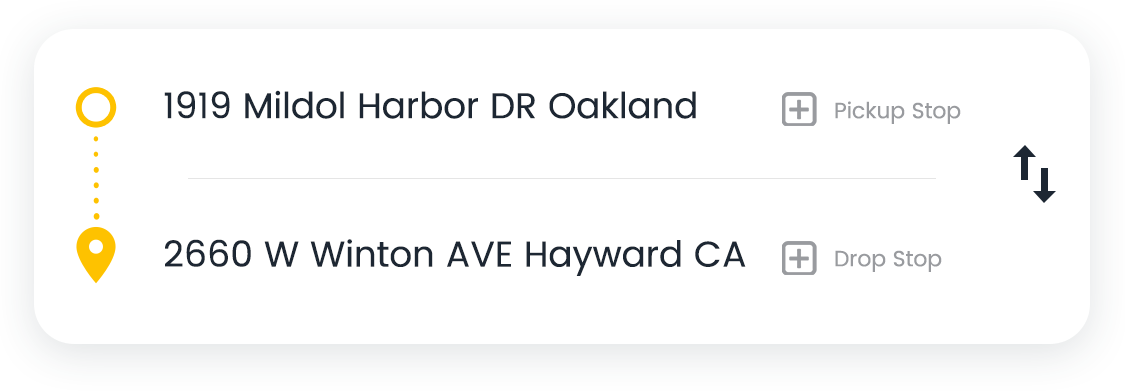 1919 Mildol Harbor DR Oakland
Pickup Stop
2660 W Winton AVE Hayward CA
Drop Stop